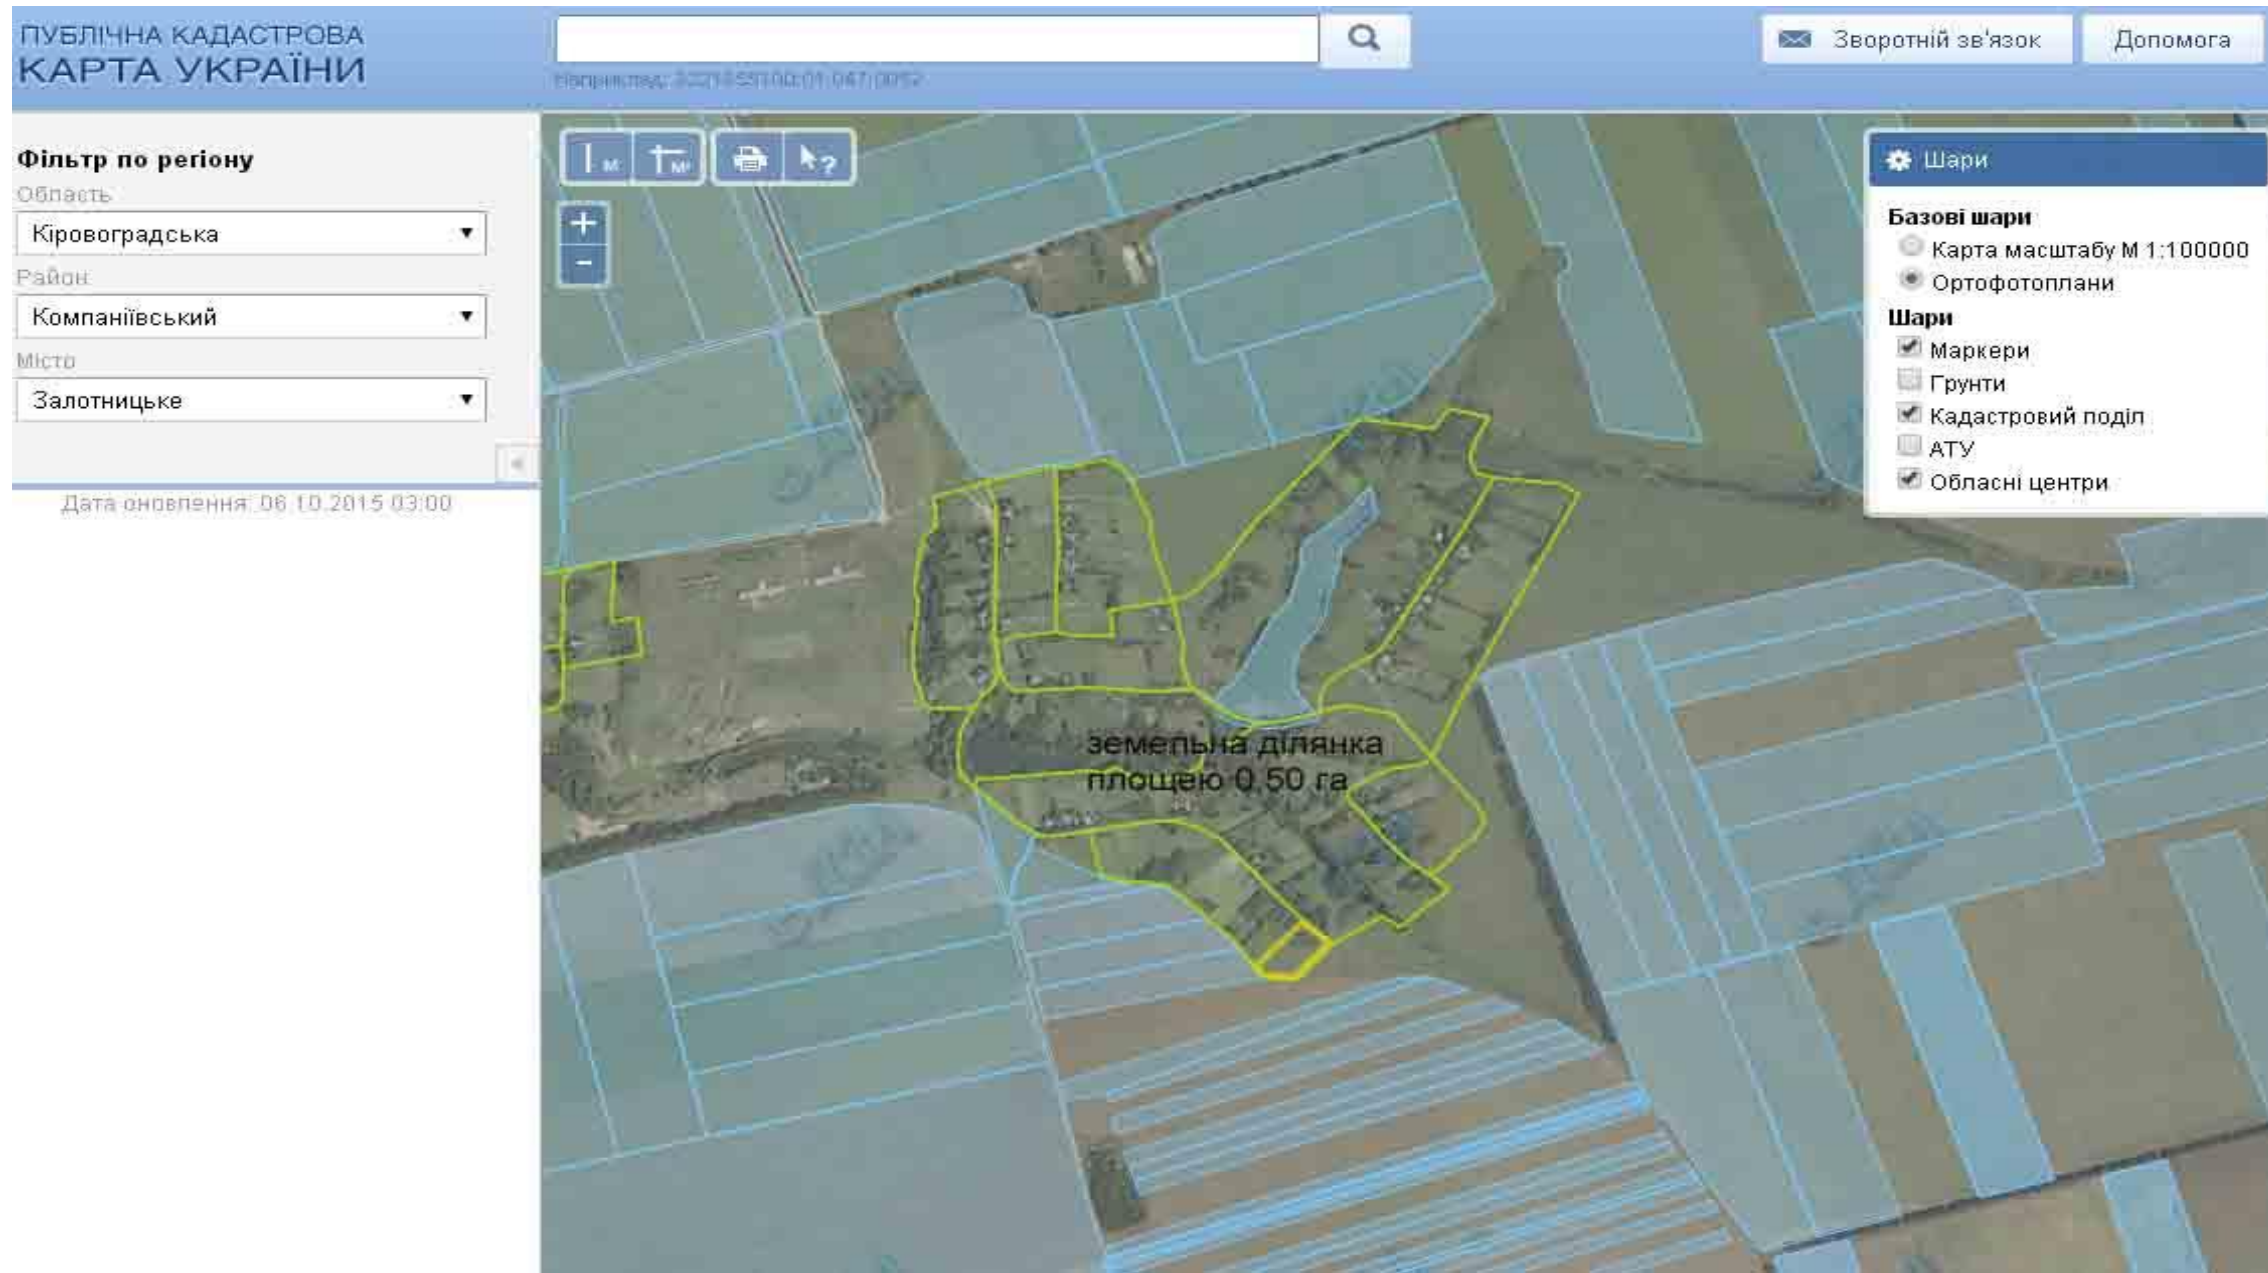 ПУБЛІЧНА КАДАСТРОВА
КАРТА УКРАЇНИ
Зворотній зв'язок
Допомога
Фільтр по регіону
Область
Кіровоградська
Район
Компаніївський
Місто
Залотницьке
Дата оновлення: 06.10.2015 03:00
Шари
Базові шари
Карта масштабу М 1:100000
Ортофотоплани
Шари
Маркери
Грунти
Кадастровий поділ
АТУ
Обласні центри
земельна ділянка
площею 0,50 га